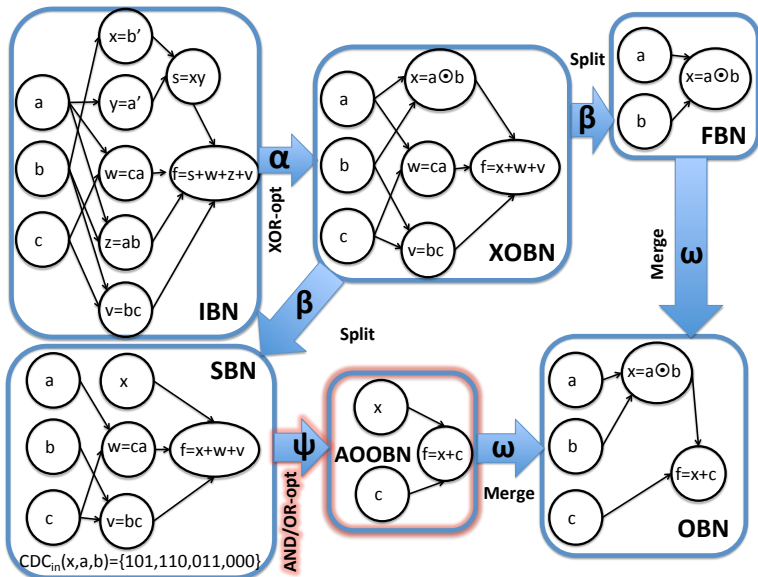 x=b’
a
y=a’
s=xy
b
w=ca
f=s+w+z+v
c
z=ab
v=bc
IBN
α
XOR-opt
a
x=a⊙b
b
w=ca
f=x+w+v
c
v=bc
XOBN
Split
β
a
x=a⊙b
b
FBN
Merge
ω
β
Split
SBN
a
x
b
w=ca
f=x+w+v
c
v=bc
CDCin(x,a,b)={101,110,011,000}
ψ
AND/OR-opt
x
AOOBN
f=x+c
c
ω
Merge
a
x=a⊙b
b
f=x+c
c
OBN